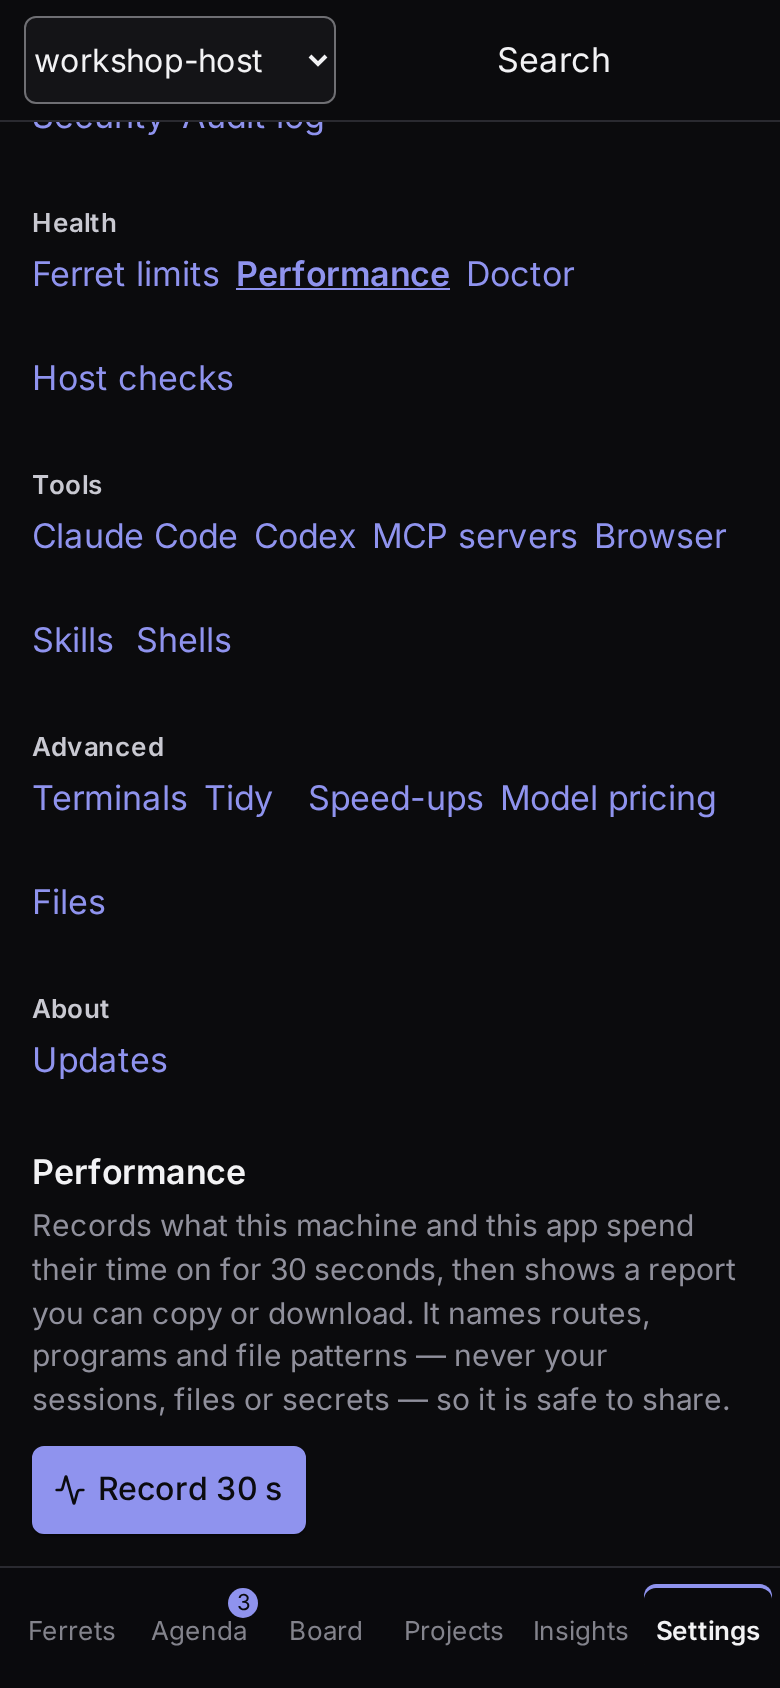 workshop-host
Search
Security Audit log
Health
Ferret limits Performance Doctor
Host checks
Tools
Claude Code Codex MCP servers Browser
Skills Shells
Advanced
Terminals Tidy Speed-ups Model pricing
Files
About
Updates
Performance
Records what this machine and this app spend
their time on for 30 seconds, then shows a report
you can copy or download. It names routes,
programs and file patterns — never your
sessions, files or secrets — so it is safe to share.
Record 30 s
3
Ferrets Agenda Board Projects Insights Settings